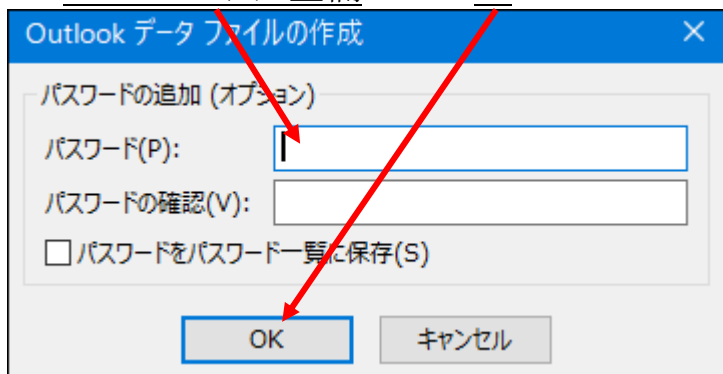 Outlook データ ファイルの作成
パスワードの追加 (オプション)
パスワード(P):
パスワードの確認(V):
パスワードをパスワード一覧に保存(S)
OK キャンセル